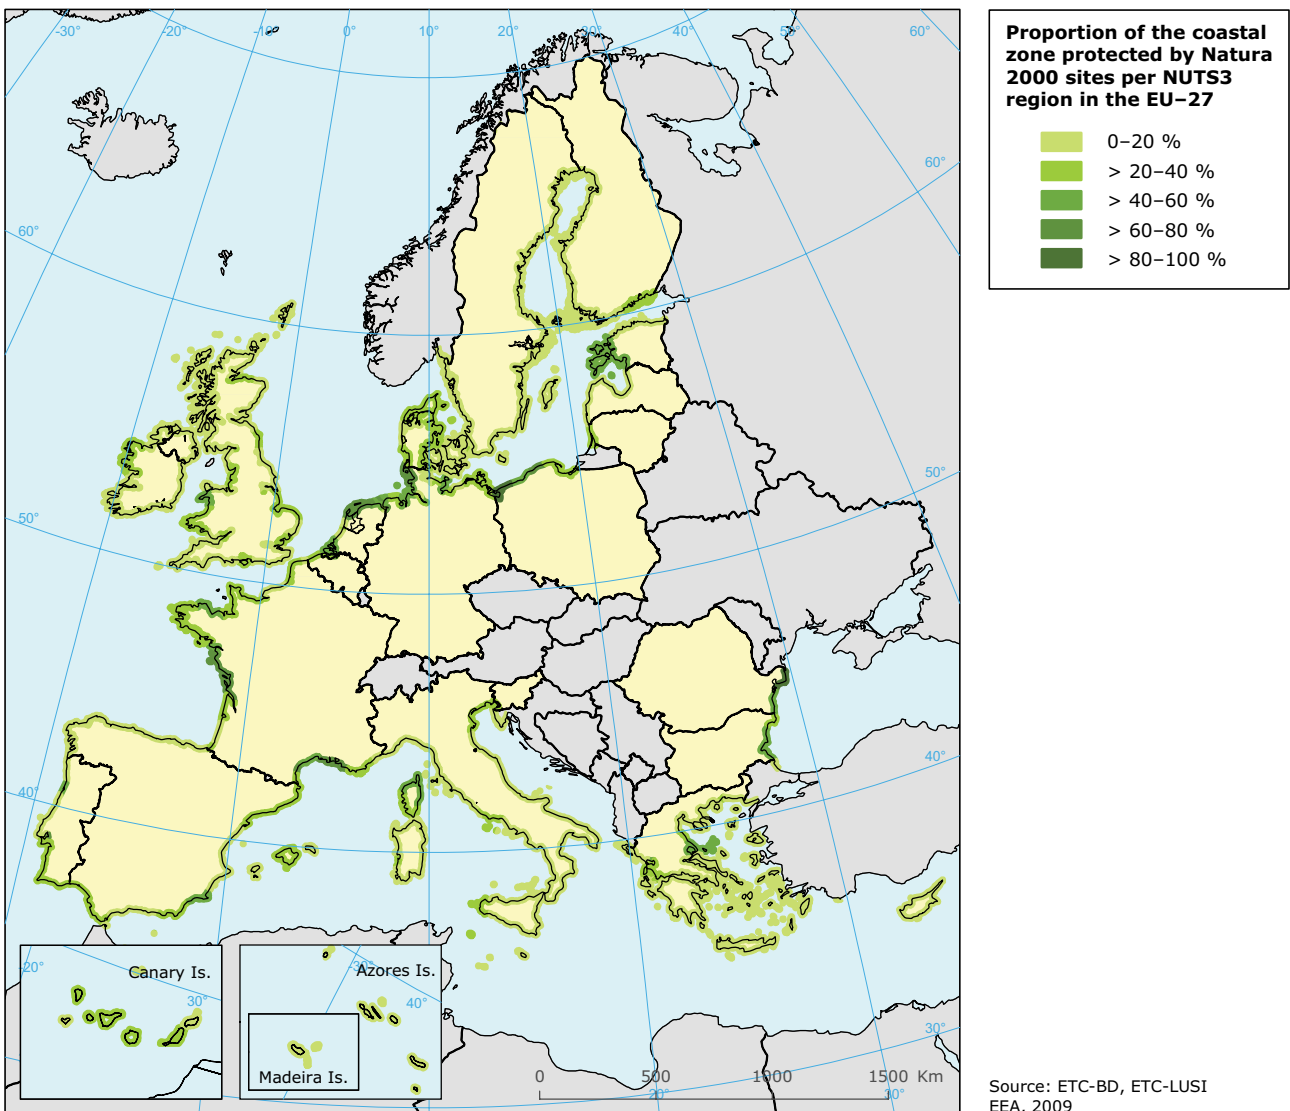 -30°
-20°
-10°
0°
10°
20°
30°
40°
50°
60°
60°
60°
50°
50°
40°
40°
30°
Proportion of the coastal
zone protected by Natura
2000 sites per NUTS3
region in the EU–27
0–20 %
> 20–40 %
> 40–60 %
> 60–80 %
> 80–100 %
-20°
Canary Is.
30°
-30°
Azores Is.
40°
Madeira Is.
0 500 1000 1500 Km
20°
30°
Source: ETC-BD, ETC-LUSI
EEA, 2009